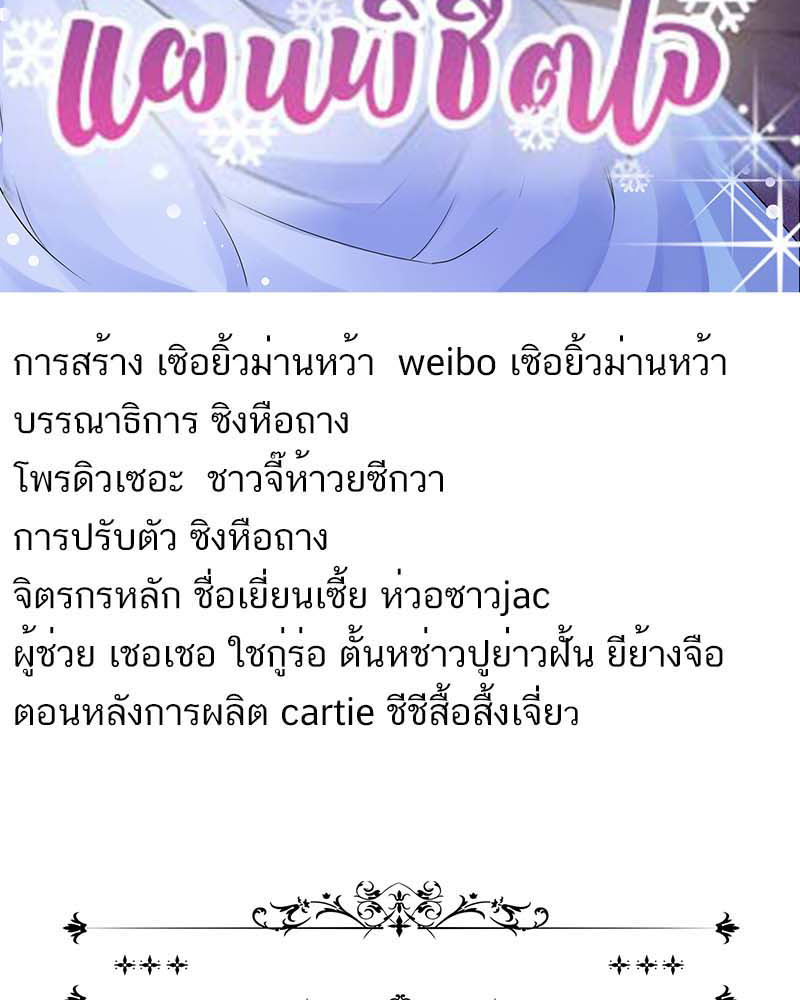 แผนพิชิตใจ
การสร้าง เซิอยิ้วม่านหว้า  weibo เซิอยิ้วม่านหว้า
บรรณาธิการ ซิงหือถาง
โพรดิวเซอะ  ชาวจี๊ห้าวยซีกวา
การปรับตัว ซิงหือถาง
จิตรกรหลัก ชื่อเยี่ยนเซี้ย ห่วอซาวjac
ผู้ช่วย เชอเชอ ใชกู่ร่อ ตั้นหช่าวปูย่าวฝั้น ยีย้างจือ
ตอนหลังการผลิต cartie ชีชีสื้อสิ้งเจี่ยว